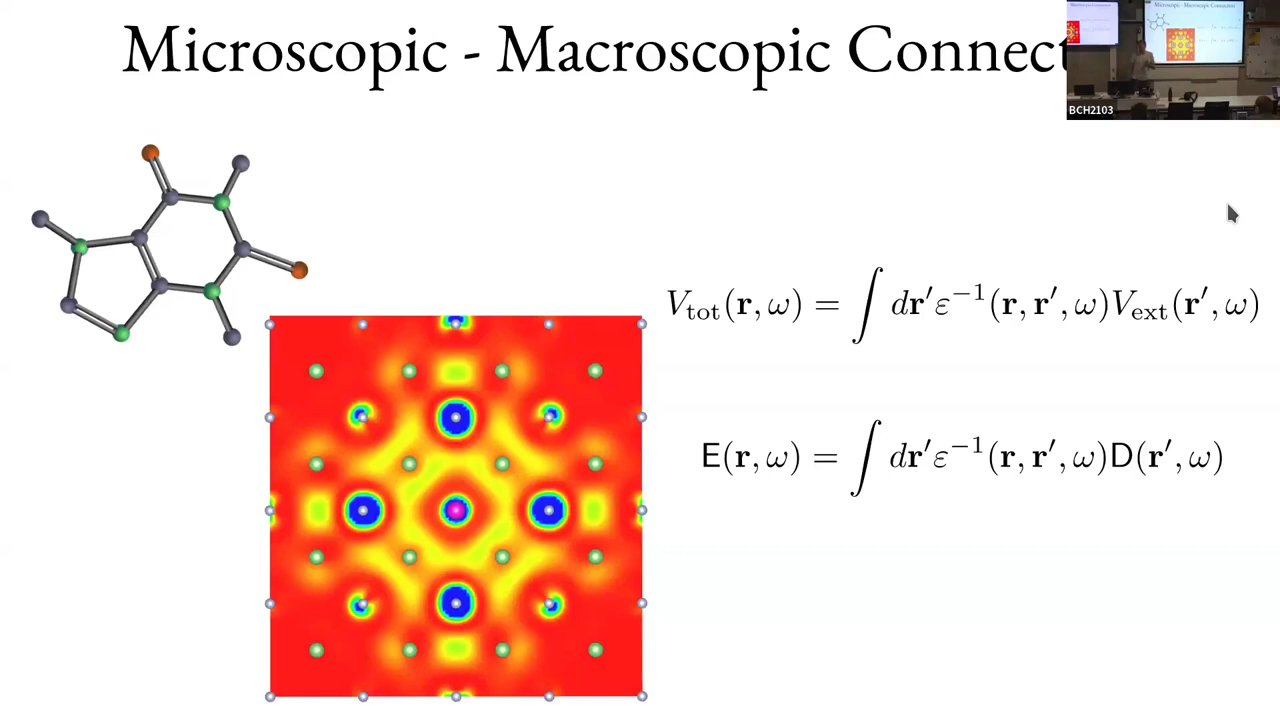 Microscopic - Macroscopic Connect
BCH2103
V_tot(r, ω) = ∫ dr′ε⁻¹(r, r′, ω)V_ext(r′, ω)
E(r, ω) = ∫ dr′ε⁻¹(r, r′, ω)D(r′, ω)